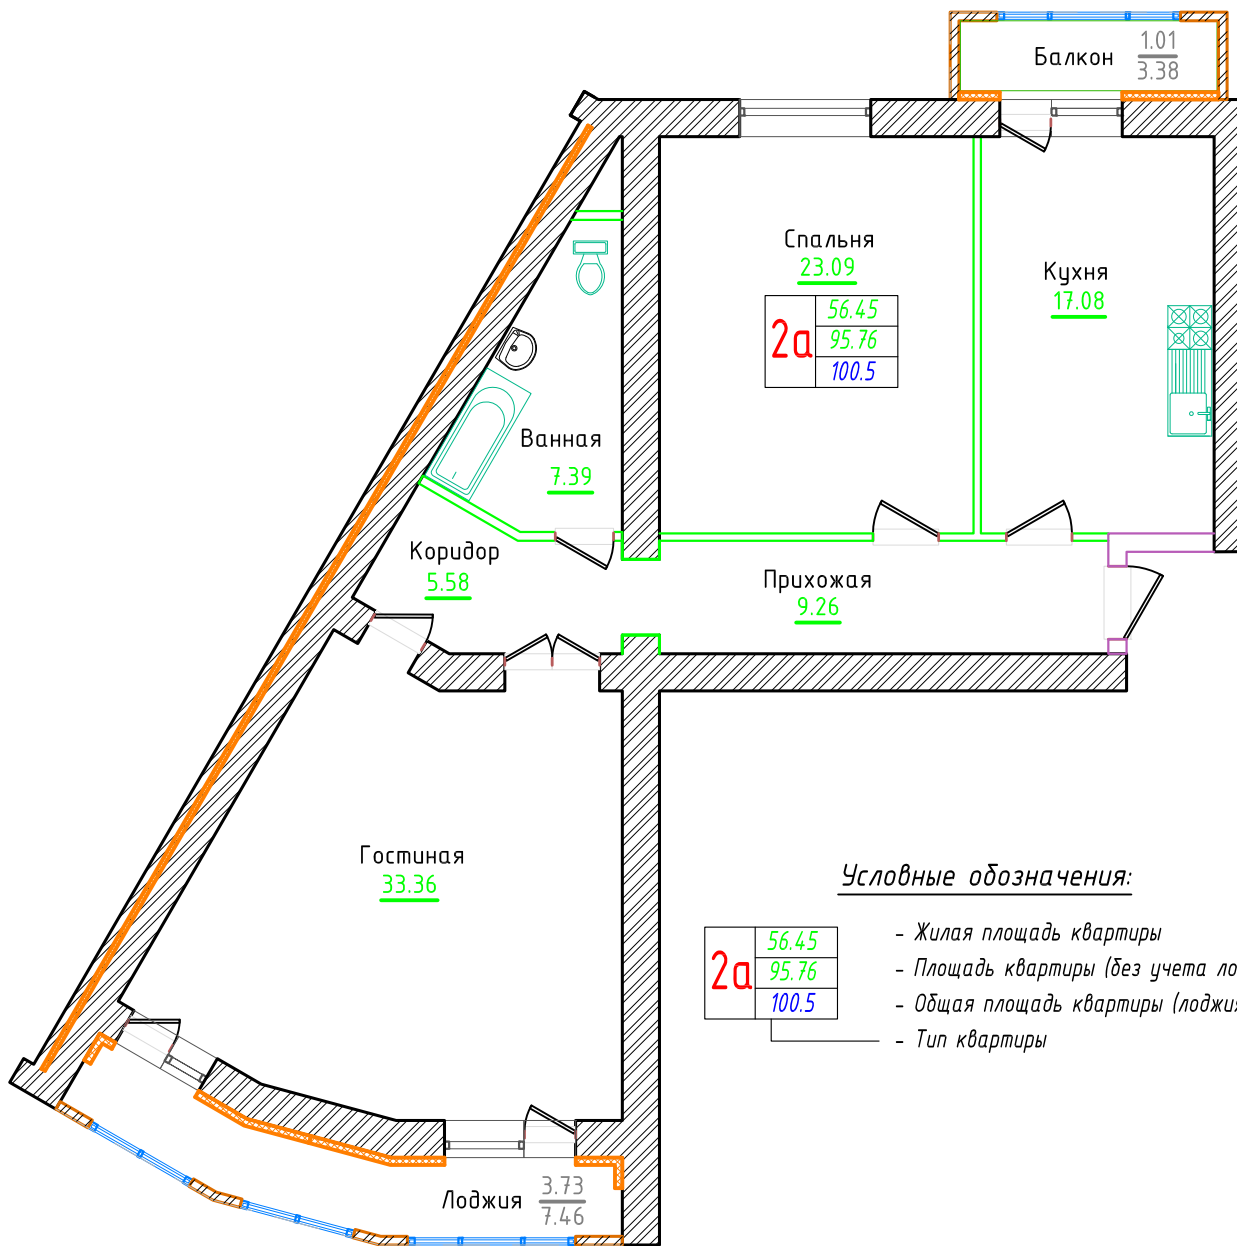 Балкон
1.01
3.38
Спальня
23.09
2а
56.45
95.76
100.5
Кухня
17.08
Ванная
7.39
Коридор
5.58
Прихожая
9.26
Гостиная
33.36
Лоджия
3.73
7.46
Условные обозначения:
2а
56.45
95.76
100.5
- Жилая площадь квартиры
- Площадь квартиры (без учета
- Общая площадь квартиры (лоджия
- Тип квартиры